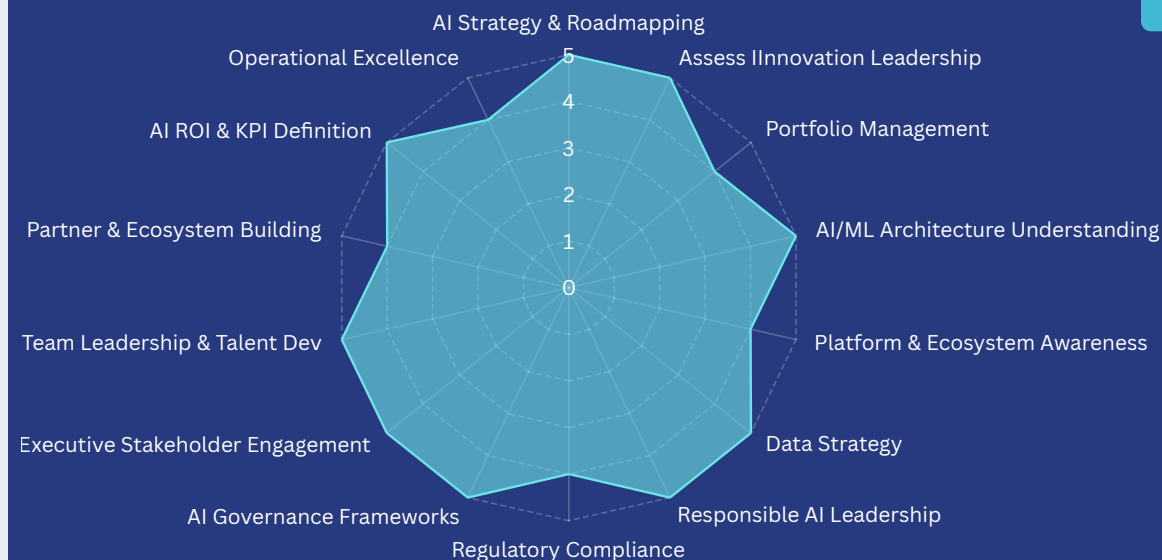 AI Strategy & Roadmapping
Operational Excellence
5
Assess IInnovation Leadership
4
AI ROI & KPI Definition
Portfolio Management
3
2
Partner & Ecosystem Building
AI/ML Architecture Understanding
1
0
Team Leadership & Talent Dev
Platform & Ecosystem Awareness
Executive Stakeholder Engagement
Data Strategy
AI Governance Frameworks
Responsible AI Leadership
Regulatory Compliance